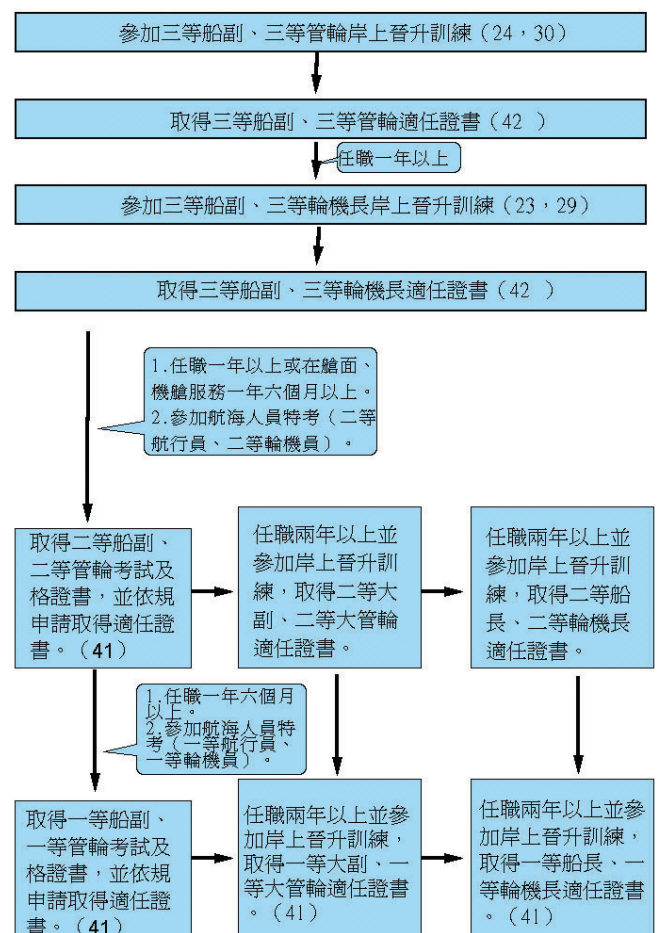 參加三等船副、三等管輪岸上晉升訓練（24，30）
取得三等船副、三等管輪適任證書（42　）
任職一年以上
參加三等船副、三等輪機長岸上晉升訓練（23，29）
取得三等船副、三等輪機長適任證書（42　）
1.任職一年以上或在艙面、
機艙服務一年六個月以上。
2.參加航海人員特考（二等
航行員、二等輪機員）。
取得二等船副、
二等管輪考試及
格證書，並依規
申請取得適任證
書。（41）
任職兩年以上並
參加岸上晉升訓
練，取得二等大
副、二等大管輪
適任證書。
任職兩年以上並
參加岸上晉升訓
練，取得二等船
長、二等輪機長
適任證書。
1.任職一年六個月
以上。
2.參加航海人員特
考（一等航行員、
一等輪機員）。
取得一等船副、
一等管輪考試及
格證書，並依規
申請取得適任證
書。（41）
任職兩年以上並參
加岸上晉升訓練，
取得一等大副、一
等大管輪適任證書
。（41）
任職兩年以上並參
加岸上晉升訓練，
取得一等船長、一
等輪機長適任證書
。（41）